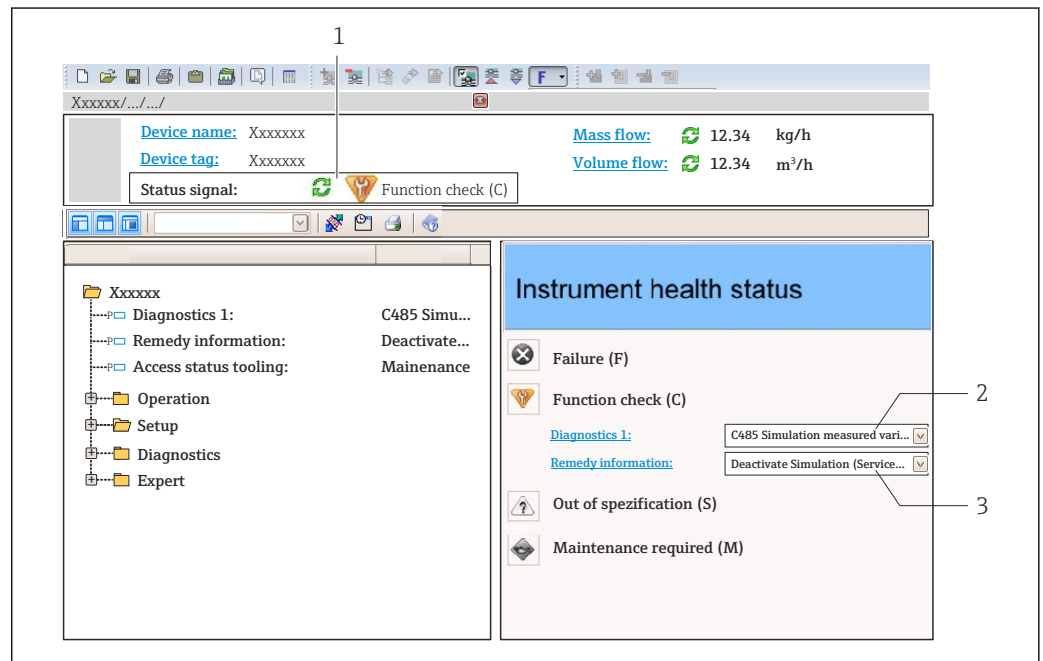 1
F
Xxxxxx/.../.../
Device name: Xxxxxxx
Mass flow: 12.34 kg/h
Device tag: Xxxxxxx
Volume flow: 12.34 m³/h
Status signal: Function check (C)
Xxxxxx
P Diagnostics 1: C485 Simu...
P Remedy information: Deactivate...
P Access status tooling: Mainenance
Operation
Setup
Diagnostics
Expert
Instrument health status
Failure (F)
Function check (C)
2
Diagnostics 1: C485 Simulation measured vari...
Remedy information: Deactivate Simulation (Service...
Out of spezification (S)
3
Maintenance required (M)